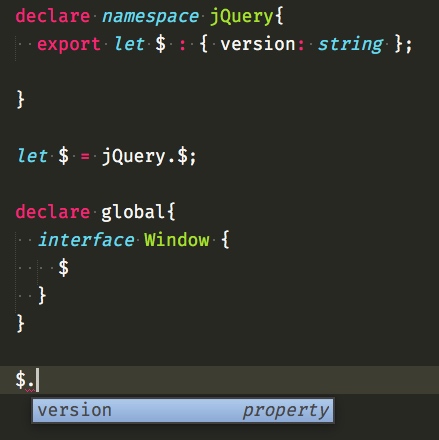 declare namespace jQuery{
export let $ : { version: string };
}
let $ = jQuery.$;
declare global{
interface Window {
$
}
}
$.
version property